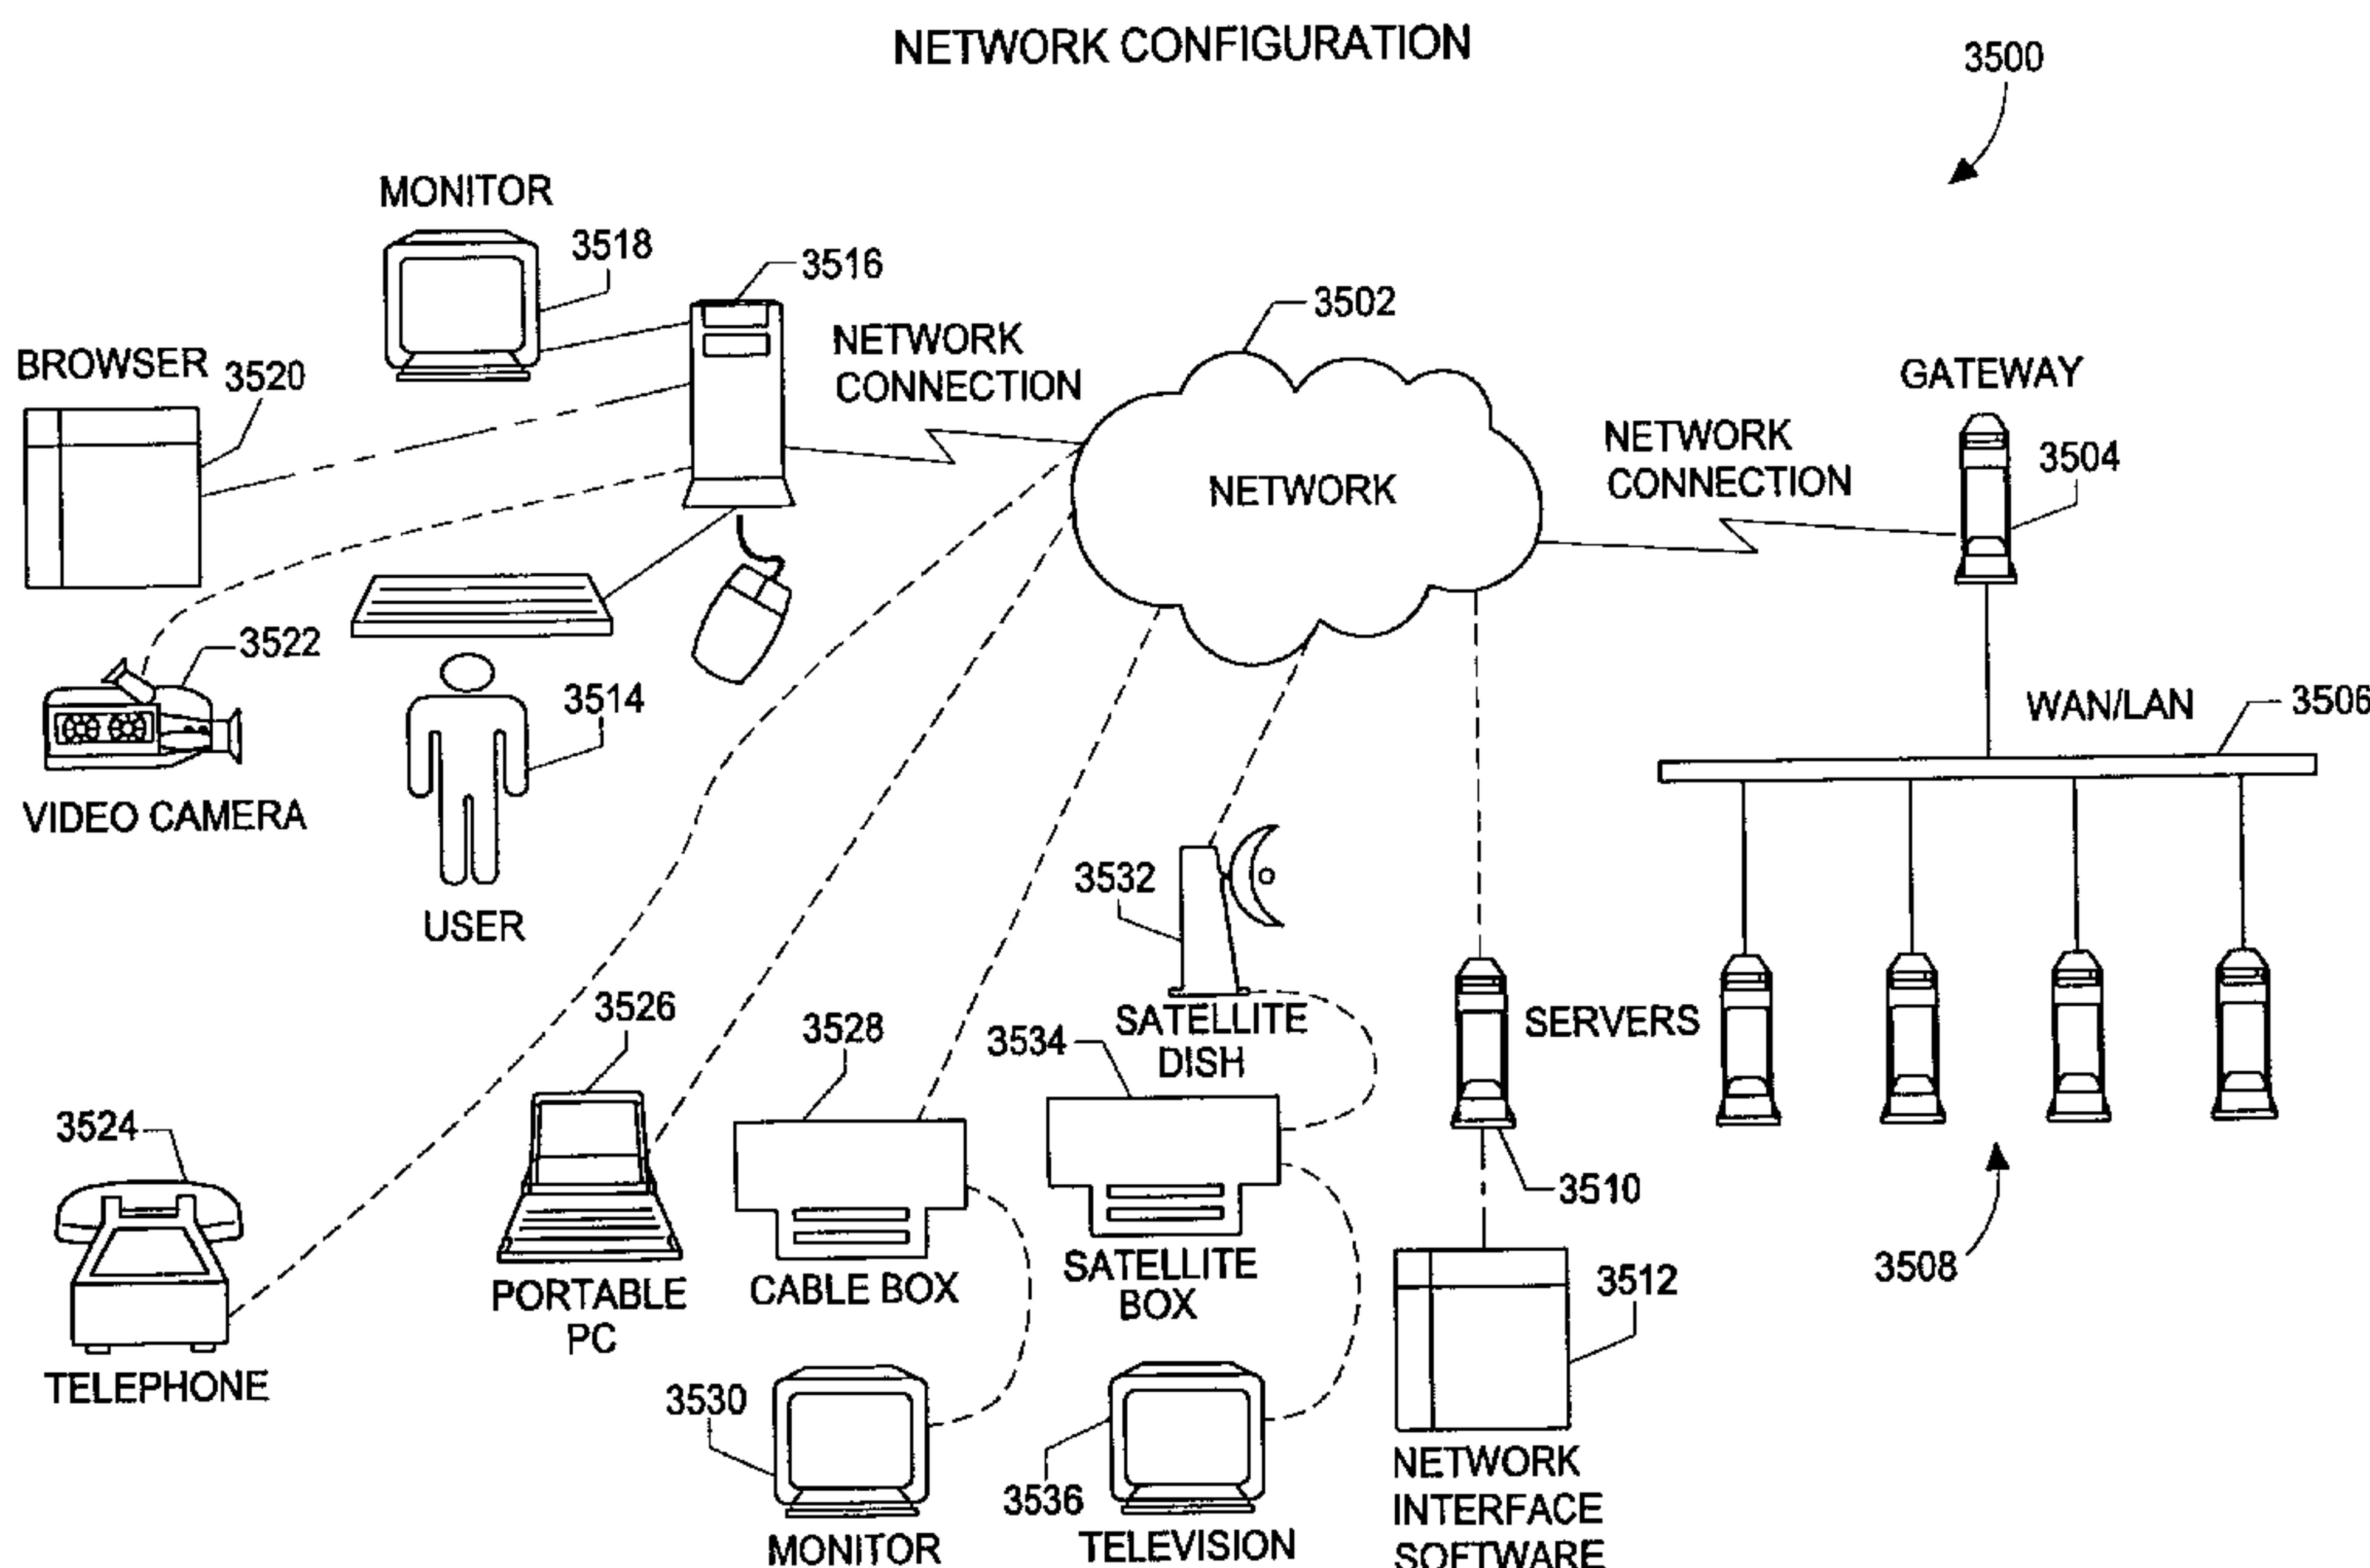 NETWORK CONFIGURATION
3500
MONITOR
3518
3516
3502
NETWORK
CONNECTION
BROWSER
3520
GATEWAY
NETWORK
CONNECTION
3504
NETWORK
3522
3514
VIDEO CAMERA
USER
WAN/LAN
3506
3532
SATELLITE
DISH
3526
3528
3534
SERVERS
3524
3510
3508
TELEPHONE
PORTABLE
PC
CABLE BOX
SATELLITE
BOX
3512
3530
MONITOR
3536
TELEVISION
NETWORK
INTERFACE
SOFTWARE